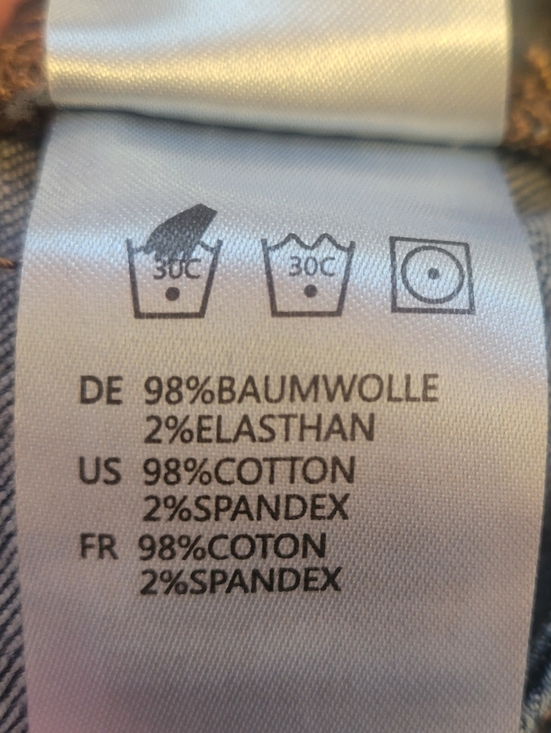 30C 30C
DE 98%BAUMWOLLE
2%ELASTHAN
US 98%COTTON
2%SPANDEX
FR 98%COTON
2%SPANDEX